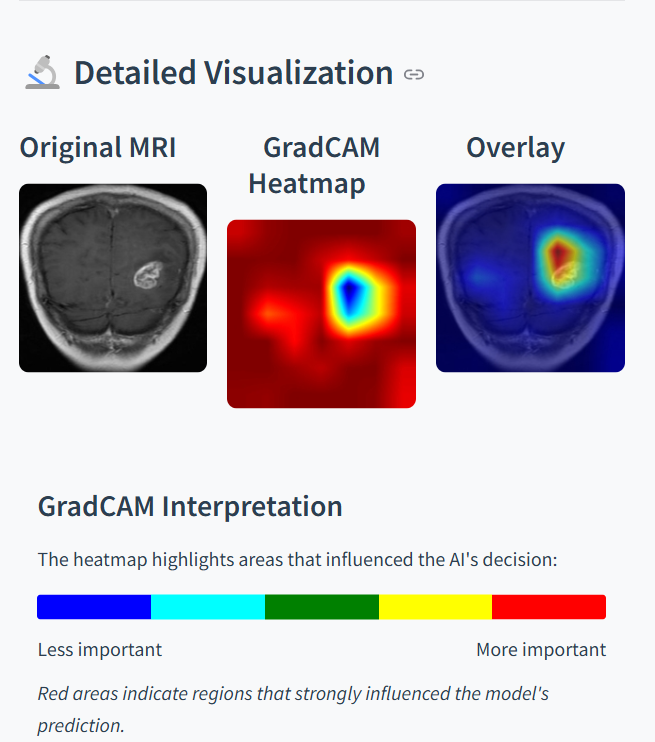 Detailed Visualization
Original MRI
GradCAM
Heatmap
Overlay
GradCAM Interpretation
The heatmap highlights areas that influenced the AI's decision:
Less important
More important
Red areas indicate regions that strongly influenced the model's
prediction.